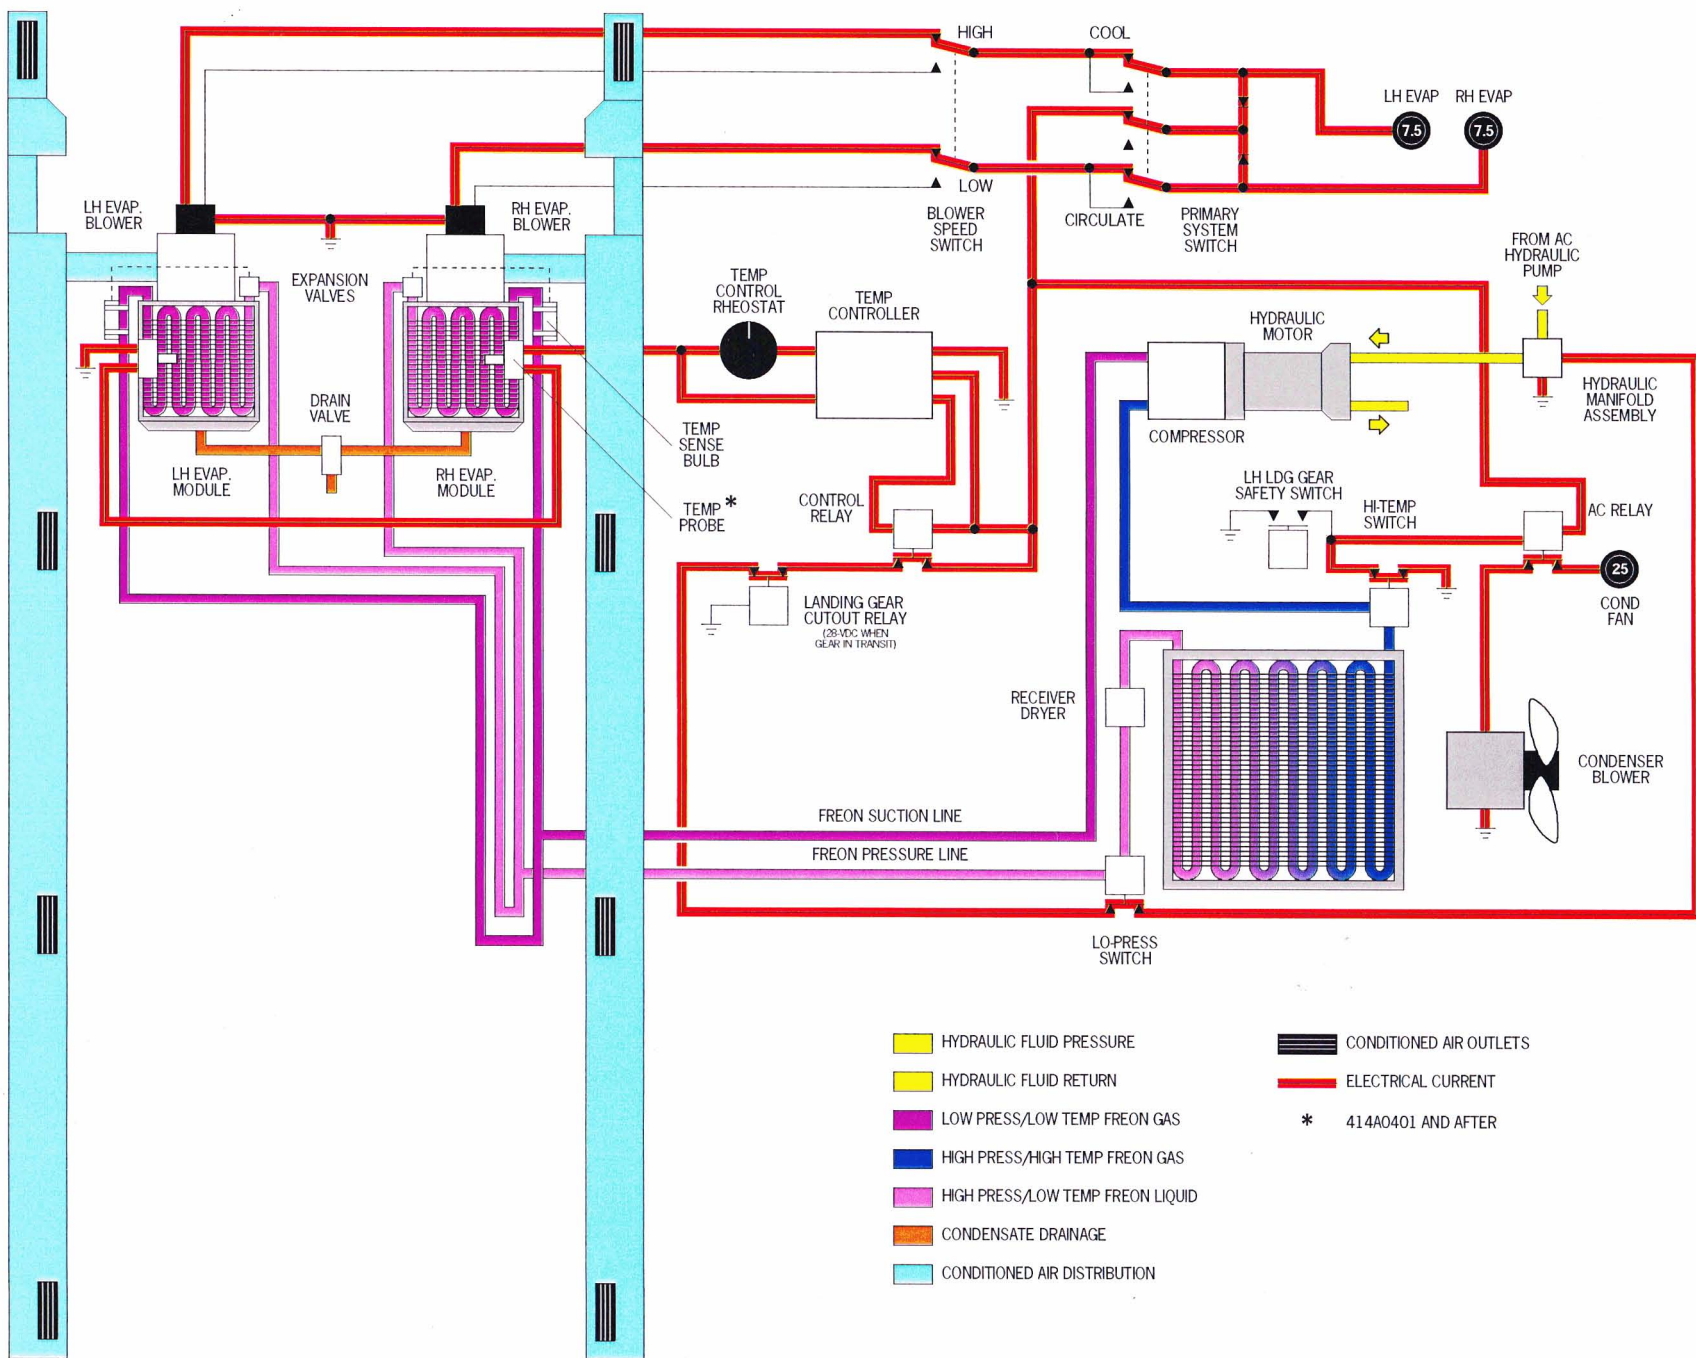 HIGH
COOL
LH EVAP
RH EVAP
7.5
7.5
LH EVAP.
BLOWER
RH EVAP.
BLOWER
LOW
BLOWER
SPEED
SWITCH
CIRCULATE
PRIMARY
SYSTEM
SWITCH
FROM AC
HYDRAULIC
PUMP
EXPANSION
VALVES
TEMP
CONTROL
RHEOSTAT
TEMP
CONTROLLER
HYDRAULIC
MOTOR
HYDRAULIC
MANIFOLD
ASSEMBLY
DRAIN
VALVE
TEMP
SENSE
BULB
COMPRESSOR
LH EVAP.
MODULE
RH EVAP.
MODULE
TEMP *
PROBE
CONTROL
RELAY
LH LDG GEAR
SAFETY SWITCH
HI-TEMP
SWITCH
AC RELAY
25
COND
FAN
LANDING GEAR
CUTOUT RELAY
(28-VDC WHEN
GEAR IN TRANSIT)
RECEIVER
DRYER
CONDENSER
BLOWER
FREON SUCTION LINE
FREON PRESSURE LINE
LO-PRESS
SWITCH
HYDRAULIC FLUID PRESSURE
HYDRAULIC FLUID RETURN
LOW PRESS/LOW TEMP FREON GAS
HIGH PRESS/HIGH TEMP FREON GAS
HIGH PRESS/LOW TEMP FREON LIQUID
CONDENSATE DRAINAGE
CONDITIONED AIR DISTRIBUTION
CONDITIONED AIR OUTLETS
ELECTRICAL CURRENT
* 414A0401 AND AFTER